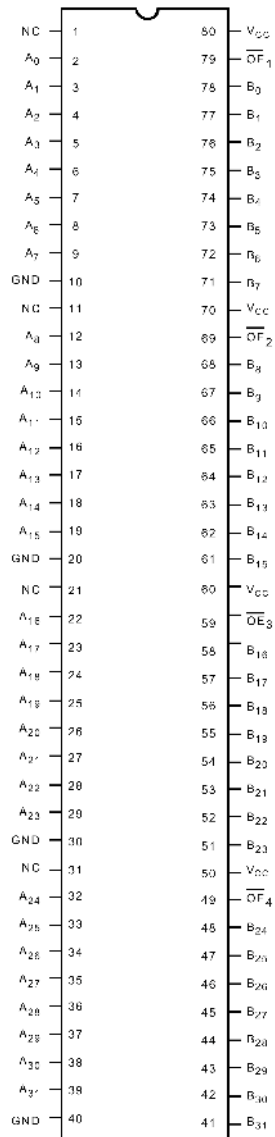 NC 1 80 VCC
A0 2 79 OE1
A1 3 78 B0
A2 4 77 B1
A3 5 76 B2
A4 6 75 B3
A5 7 74 B4
A6 8 73 B5
A7 9 72 B6
GND 10 71 B7
NC 11 70 VCC
A8 12 69 OE2
A9 13 68 B8
A10 14 67 B9
A11 15 66 B10
A12 16 65 B11
A13 17 64 B12
A14 18 63 B13
A15 19 62 B14
GND 20 61 B15
NC 21 60 VCC
A16 22 59 OE3
A17 23 58 B16
A18 24 57 B17
A19 25 56 B18
A20 26 55 B19
A21 27 54 B20
A22 28 53 B21
A23 29 52 B22
GND 30 51 B23
NC 31 50 VCC
A24 32 49 OE4
A25 33 48 B24
A26 34 47 B25
A27 35 46 B26
A28 36 45 B27
A29 37 44 B28
A30 38 43 B29
A31 39 42 B30
GND 40 41 B31